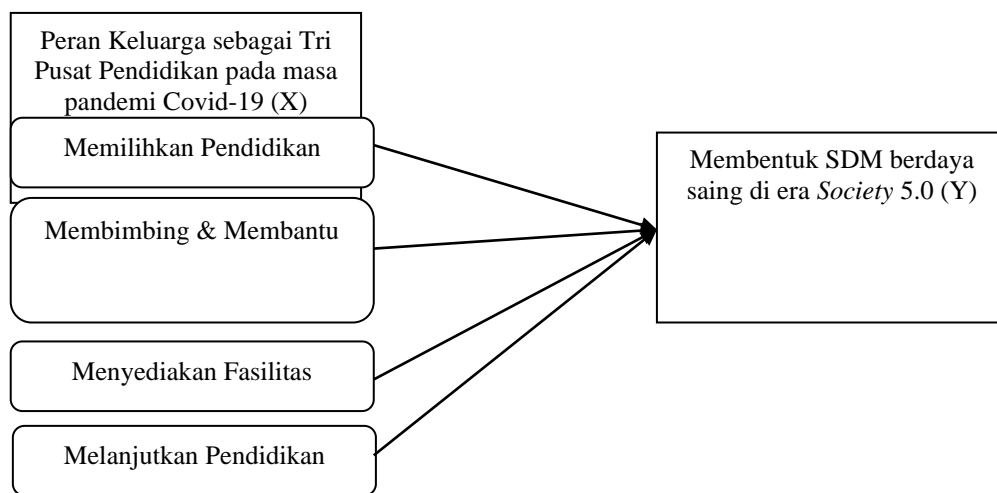 Peran Keluarga sebagai Tri
Pusat Pendidikan pada masa
pandemi Covid-19 (X)
Memilihkan Pendidikan
Membimbing & Membantu
Menyediakan Fasilitas
Melanjutkan Pendidikan
Membentuk SDM berdaya
saing di era Society 5.0 (Y)